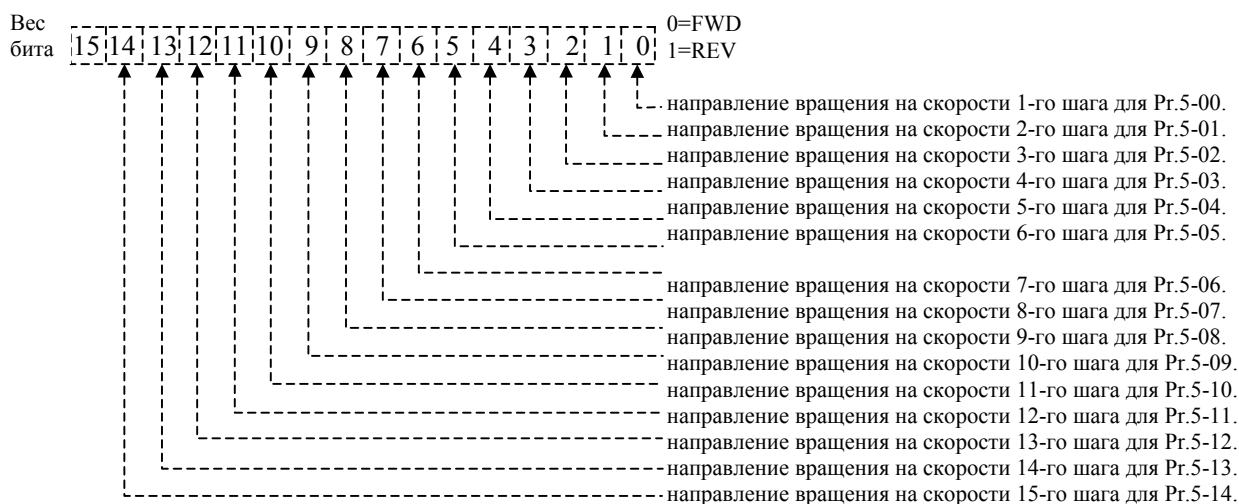 Вес
бита
15 14 13 12 11 10 9 8 7 6 5 4 3 2 1 0
0=FWD
1=REV
направление вращения на скорости 1-го шага для Pr.5-00.
направление вращения на скорости 2-го шага для Pr.5-01.
направление вращения на скорости 3-го шага для Pr.5-02.
направление вращения на скорости 4-го шага для Pr.5-03.
направление вращения на скорости 5-го шага для Pr.5-04.
направление вращения на скорости 6-го шага для Pr.5-05.
направление вращения на скорости 7-го шага для Pr.5-06.
направление вращения на скорости 8-го шага для Pr.5-07.
направление вращения на скорости 9-го шага для Pr.5-08.
направление вращения на скорости 10-го шага для Pr.5-09.
направление вращения на скорости 11-го шага для Pr.5-10.
направление вращения на скорости 12-го шага для Pr.5-11.
направление вращения на скорости 13-го шага для Pr.5-12.
направление вращения на скорости 14-го шага для Pr.5-13.
направление вращения на скорости 15-го шага для Pr.5-14.